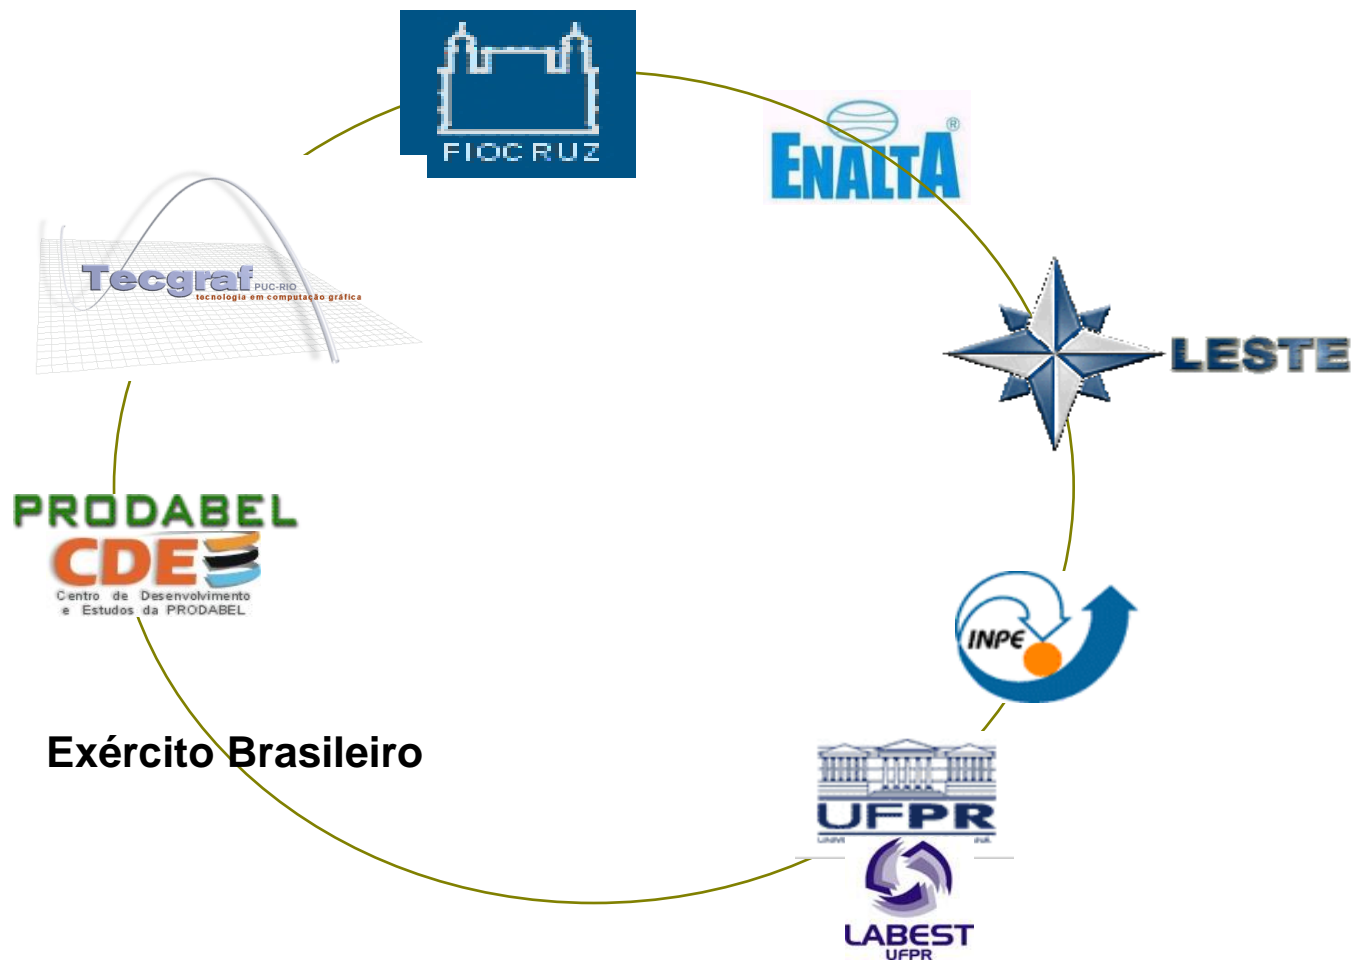 FIOCRUZ
ENALTA ®
Tecgraf PUC-RIO
tecnologia em computação gráfica
LESTE
PRODABEL
CDE
Centro de Desenvolvimento
e Estudos da PRODABEL
INPE
Exército Brasileiro
UFPR
LABEST
UFPR